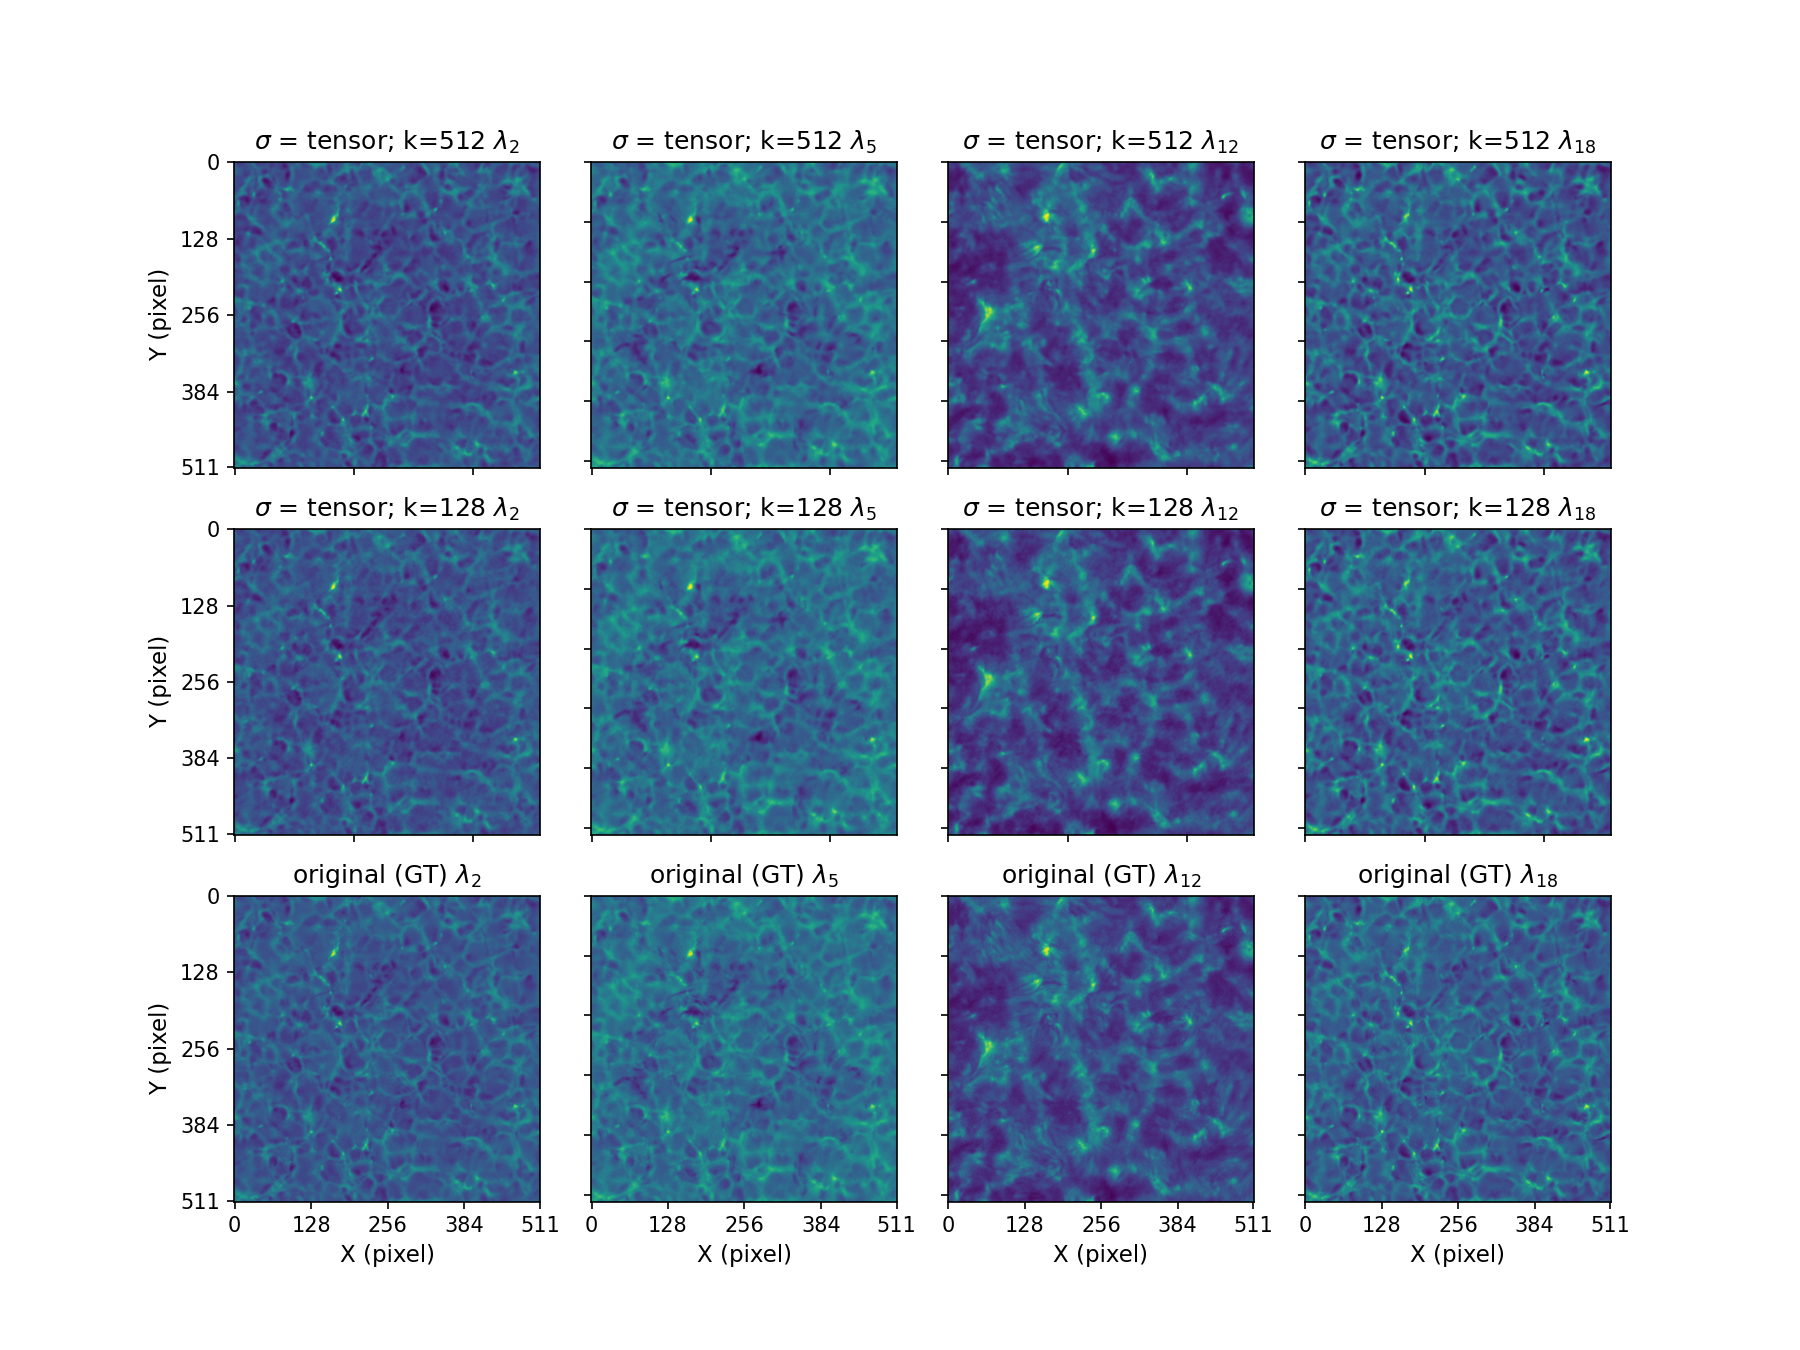 σ = tensor; k=512 λ₂
σ = tensor; k=512 λ₅
σ = tensor; k=512 λ₁₂
σ = tensor; k=512 λ₁₈
0
128
256
384
511
Y (pixel)
σ = tensor; k=128 λ₂
σ = tensor; k=128 λ₅
σ = tensor; k=128 λ₁₂
σ = tensor; k=128 λ₁₈
0
128
256
384
511
Y (pixel)
original (GT) λ₂
original (GT) λ₅
original (GT) λ₁₂
original (GT) λ₁₈
0
128
256
384
511
Y (pixel)
0 128 256 384 511
0 128 256 384 511
0 128 256 384 511
0 128 256 384 511
X (pixel)
X (pixel)
X (pixel)
X (pixel)